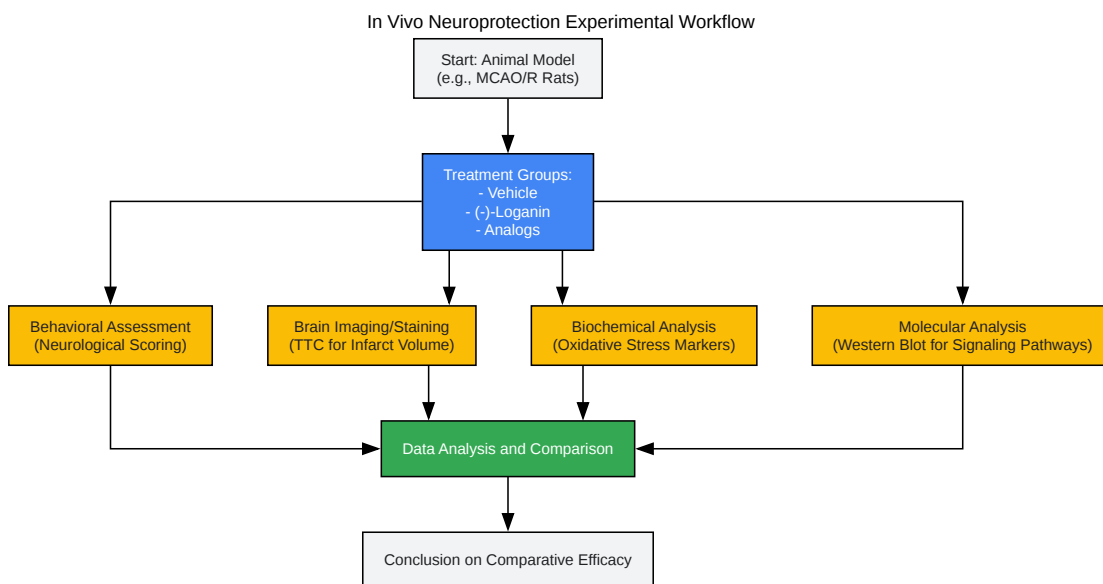 In Vivo Neuroprotection Experimental Workflow
Start: Animal Model
(e.g., MCAO/R Rats)
Treatment Groups:
- Vehicle
- (-)-Loganin
- Analogs
Behavioral Assessment
(Neurological Scoring)
Brain Imaging/Staining
(TTC for Infarct Volume)
Biochemical Analysis
(Oxidative Stress Markers)
Molecular Analysis
(Western Blot for Signaling Pathways)
Data Analysis and Comparison
Conclusion on Comparative Efficacy